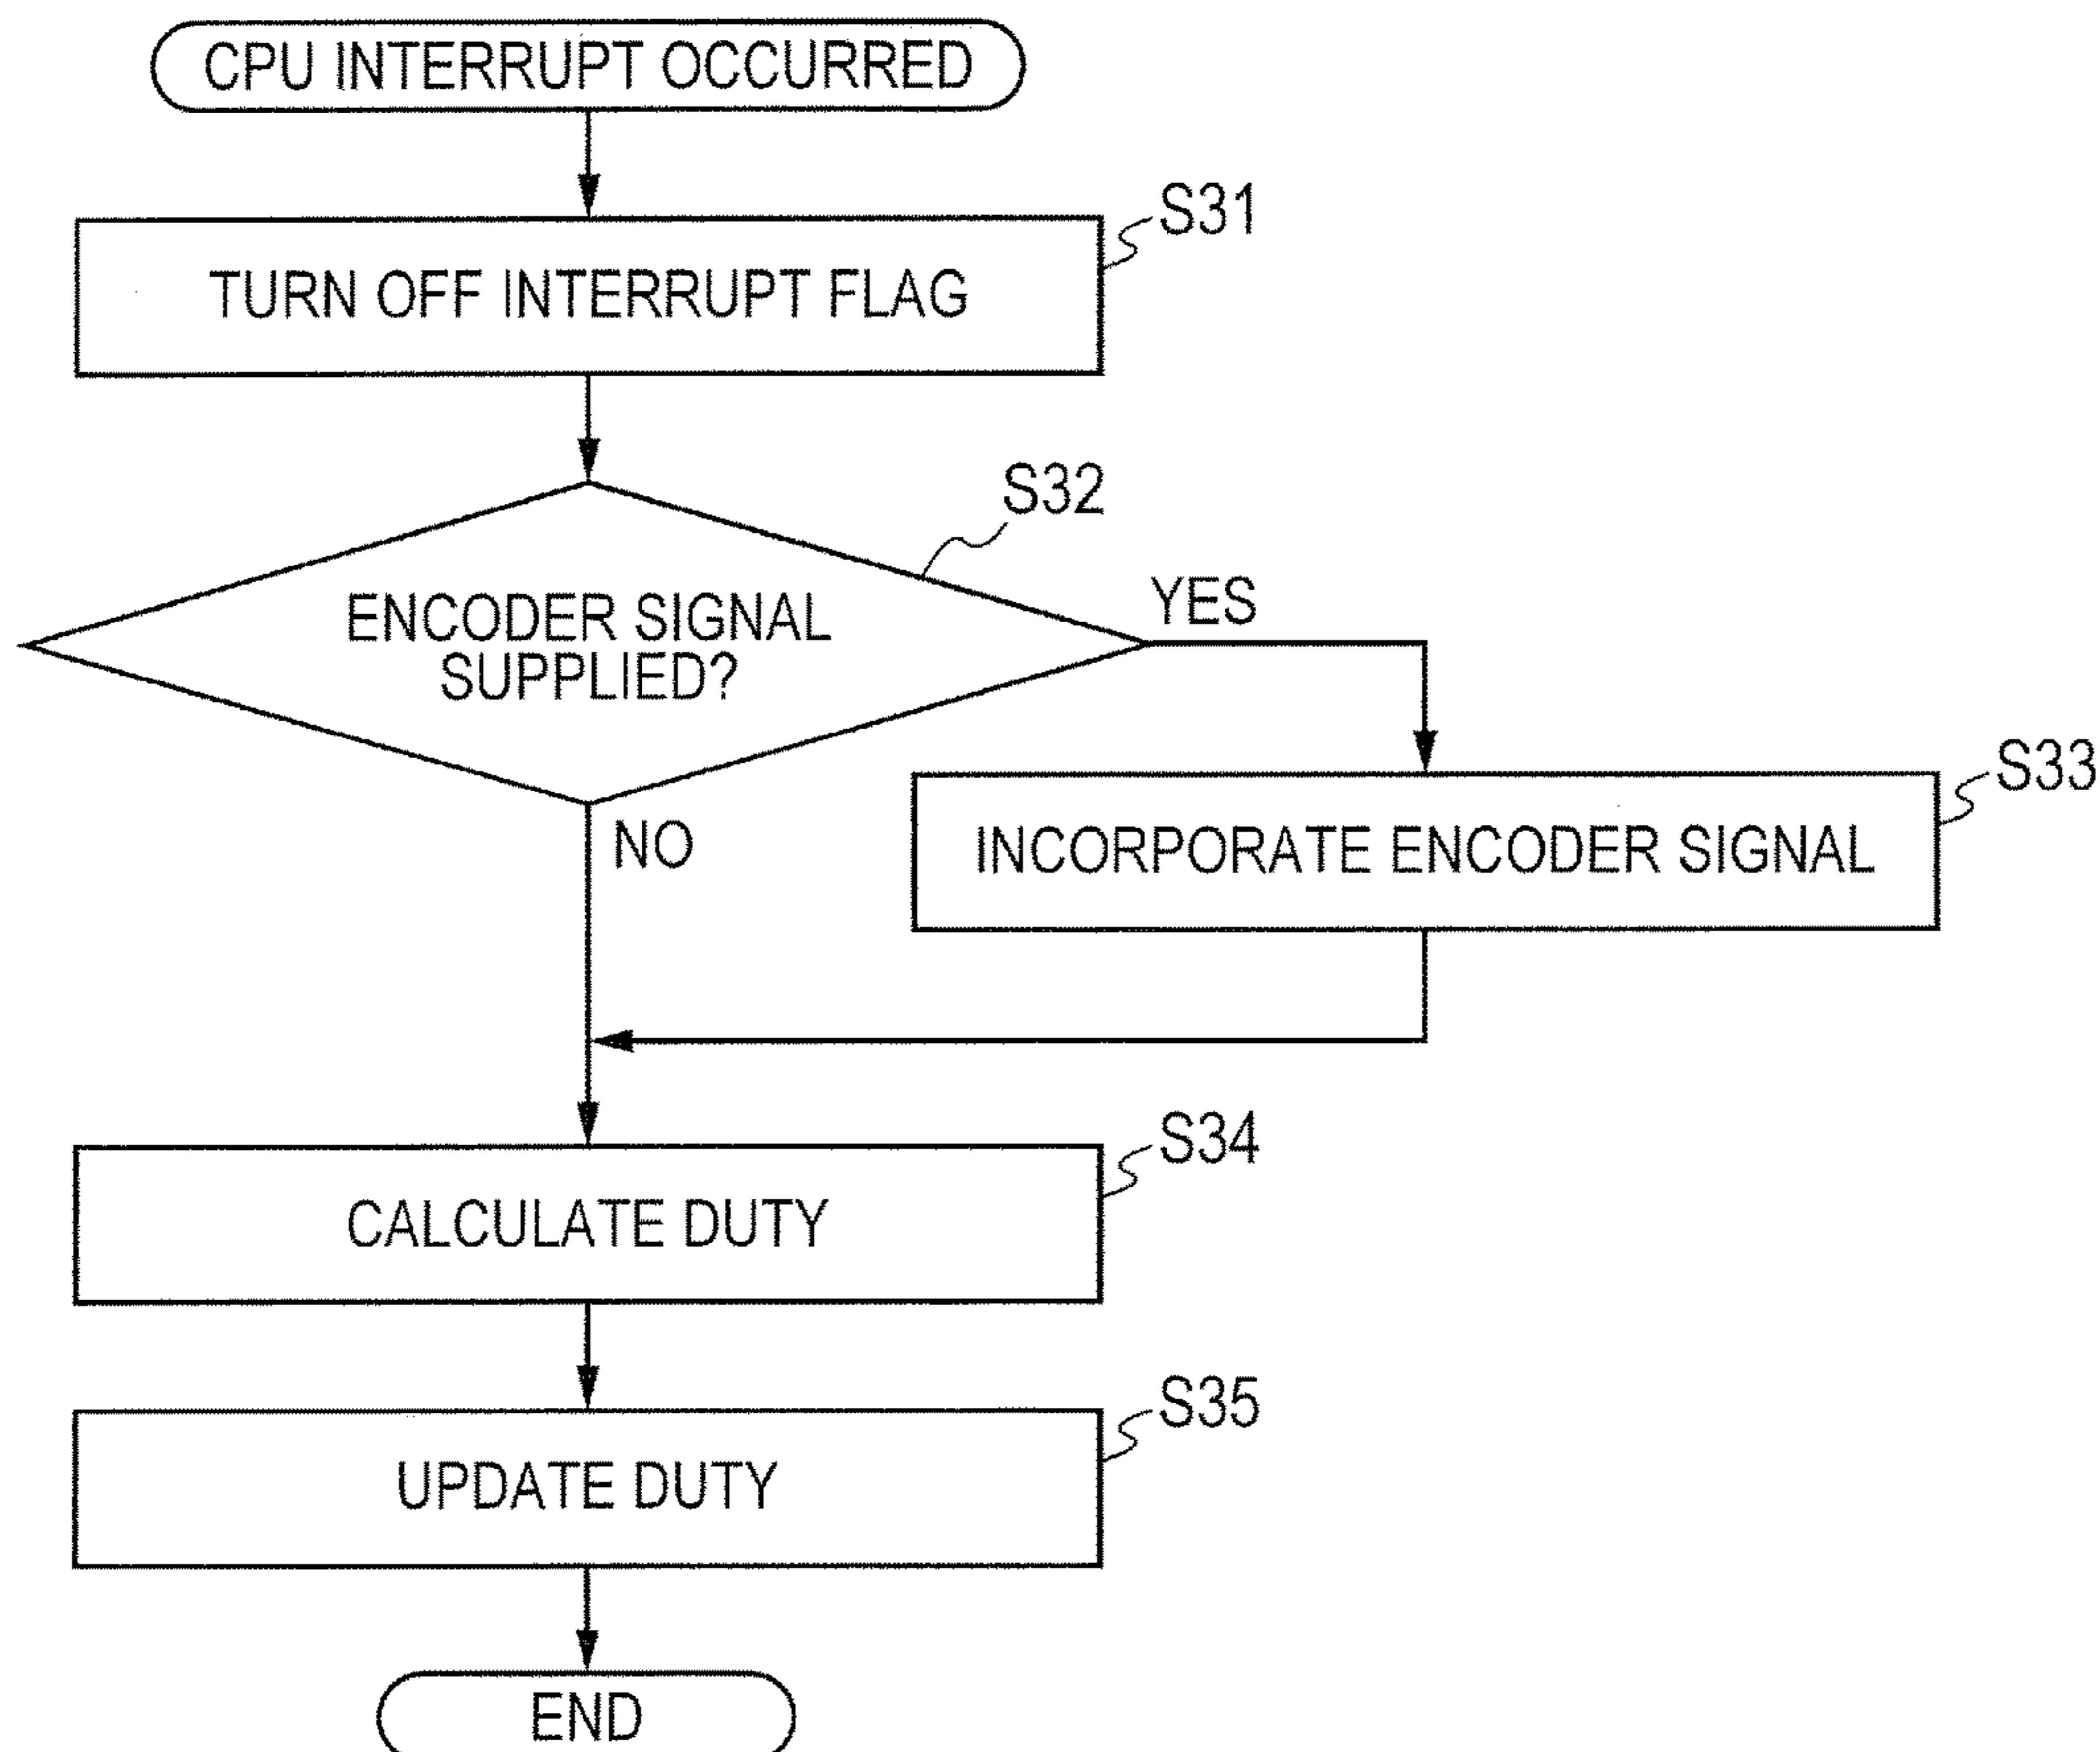 CPU INTERRUPT OCCURRED
S31
TURN OFF INTERRUPT FLAG
S32
ENCODER SIGNAL
SUPPLIED?
YES
S33
INCORPORATE ENCODER SIGNAL
NO
S34
CALCULATE DUTY
S35
UPDATE DUTY
END